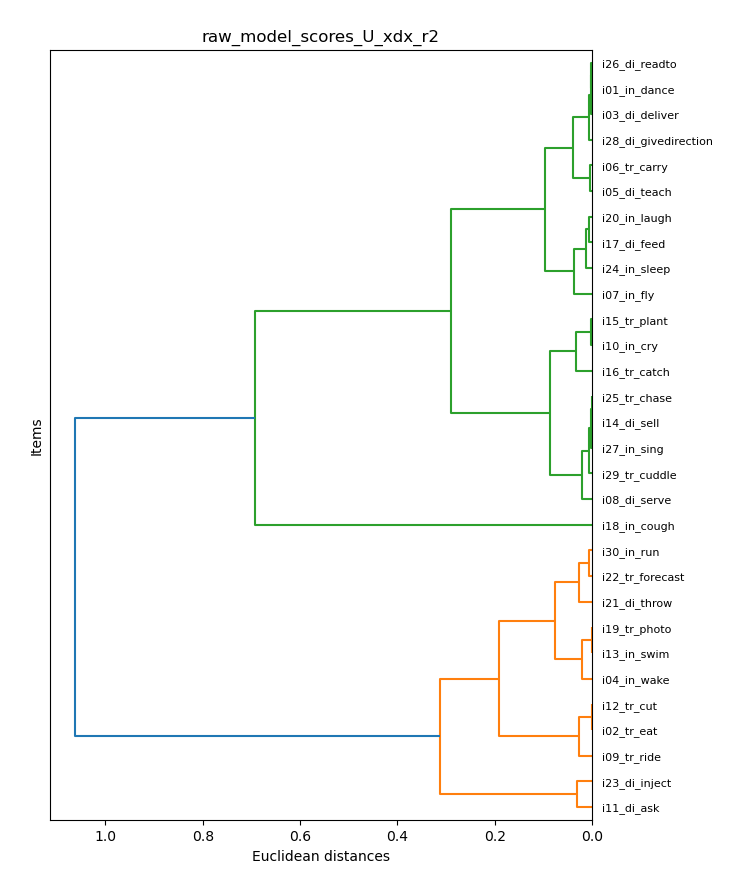 raw_model_scores_U_xdx_r2
i26_di_readto
i01_in_dance
i03_di_deliver
i28_di_givedirection
i06_tr_carry
i05_di_teach
i20_in_laugh
i17_di_feed
i24_in_sleep
i07_in_fly
i15_tr_plant
i10_in_cry
i16_tr_catch
i25_tr_chase
i14_di_sell
i27_in_sing
i29_tr_cuddle
i08_di_serve
i18_in_cough
i30_in_run
i22_tr_forecast
i21_di_throw
i19_tr_photo
i13_in_swim
i04_in_wake
i12_tr_cut
i02_tr_eat
i09_tr_ride
i23_di_inject
i11_di_ask
Items
1.0 0.8 0.6 0.4 0.2 0.0
Euclidean distances